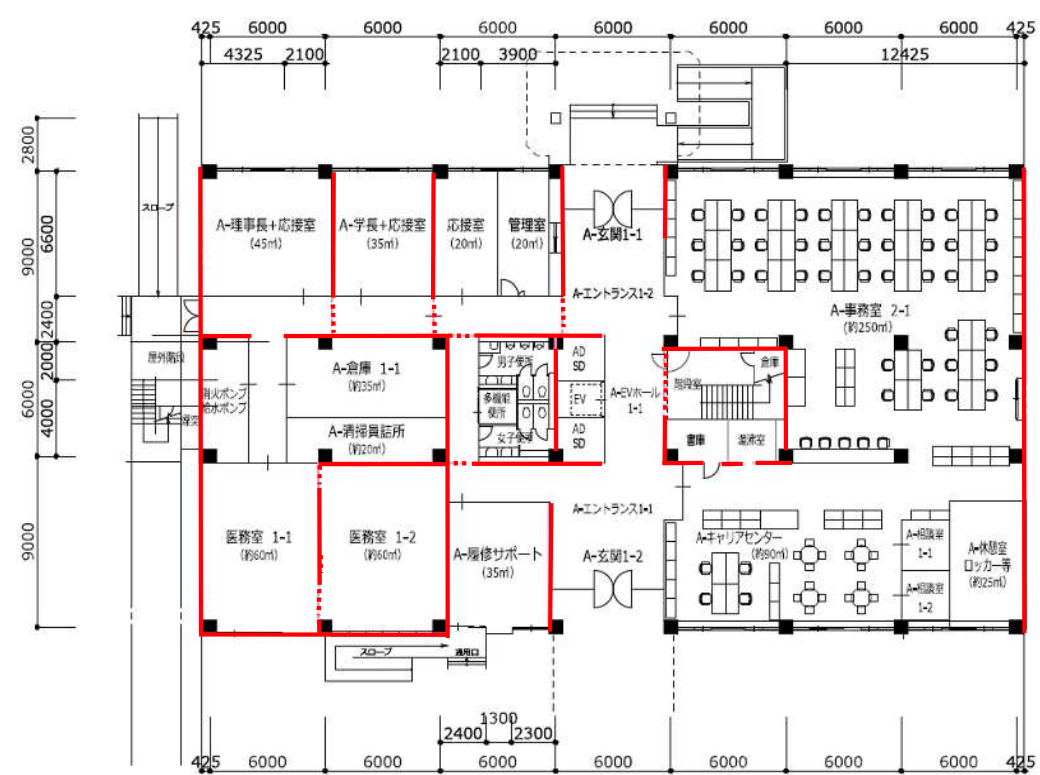 425 6000 6000 6000 6000 6000 6000 6000 425
4325 2100 2100 3900 12425
2800
9000 6600
2400
2000
6000
4000
9000
スロープ
A-理事長+応接室
(45㎡)
A-学長+応接室
(35㎡)
応接室
(20㎡)
管理室
(20㎡)
A-玄関1-1
A-エントランス1-2
A-事務室 2-1
(約250㎡)
屋外階段
消火ポンプ
給水ポンプ
煙突
A-倉庫 1-1
(約35㎡)
A-清掃員詰所
(約20㎡)
男子便所
多機能
便所
女子便所
AD
SD
EV
AD
SD
A-EVホール
1-1
階段室
倉庫
書庫
湯沸室
医務室 1-1
(約60㎡)
医務室 1-2
(約60㎡)
A-履修サポート
(35㎡)
A-エントランス1-1
A-玄関1-2
A-キャリアセンター
(約90㎡)
A-相談室
1-1
A-相談室
1-2
A-休憩室
ロッカー等
(約25㎡)
スロープ
通用口
1300
2400 2300
425 6000 6000 6000 6000 6000 6000 6000 425